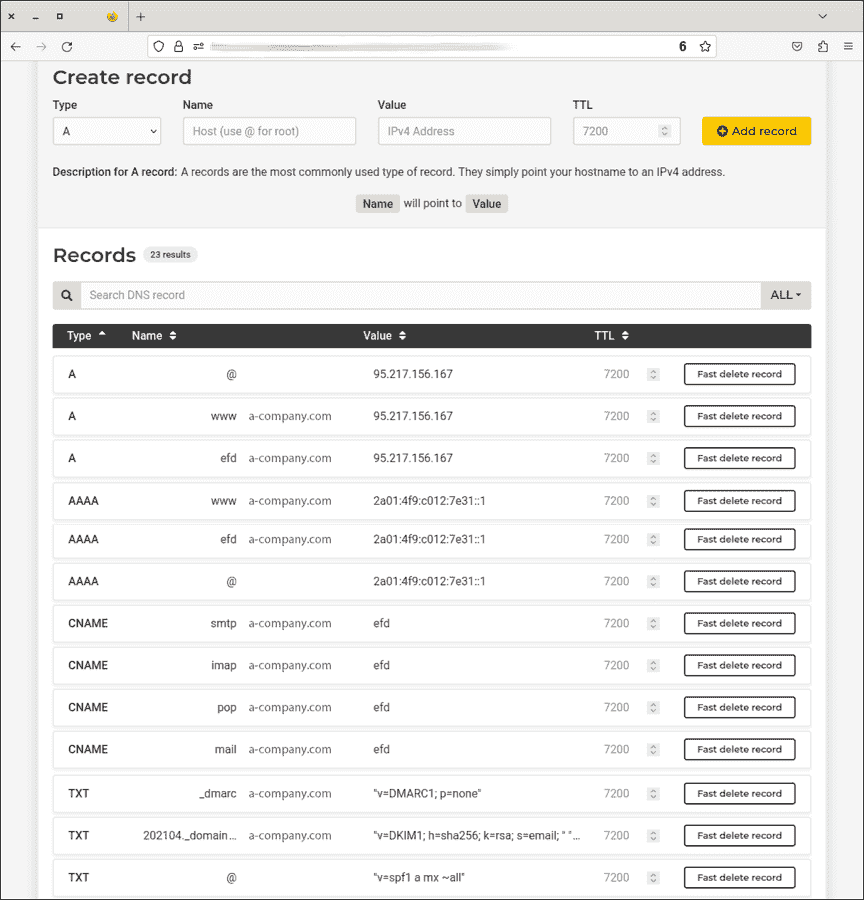 6
Create record
Type Name Value TTL
A Host (use @ for root) IPv4 Address 7200 Add record
Description for A record: A records are the most commonly used type of record. They simply point your hostname to an IPv4 address.
Name will point to Value
Records 23 results
Search DNS record ALL
Type Name Value TTL
A @ 95.217.156.167 7200 Fast delete record
A www a-company.com 95.217.156.167 7200 Fast delete record
A efd a-company.com 95.217.156.167 7200 Fast delete record
AAAA www a-company.com 2a01:4f9:c012:7e31::1 7200 Fast delete record
AAAA efd a-company.com 2a01:4f9:c012:7e31::1 7200 Fast delete record
AAAA @ 2a01:4f9:c012:7e31::1 7200 Fast delete record
CNAME smtp a-company.com efd 7200 Fast delete record
CNAME imap a-company.com efd 7200 Fast delete record
CNAME pop a-company.com efd 7200 Fast delete record
CNAME mail a-company.com efd 7200 Fast delete record
TXT _dmarc a-company.com "v=DMARC1; p=none" 7200 Fast delete record
TXT 202104._domain... a-company.com "v=DKIM1; h=sha256; k=rsa; s=email; " "... 7200 Fast delete record
TXT @ "v=spf1 a mx ~all" 7200 Fast delete record